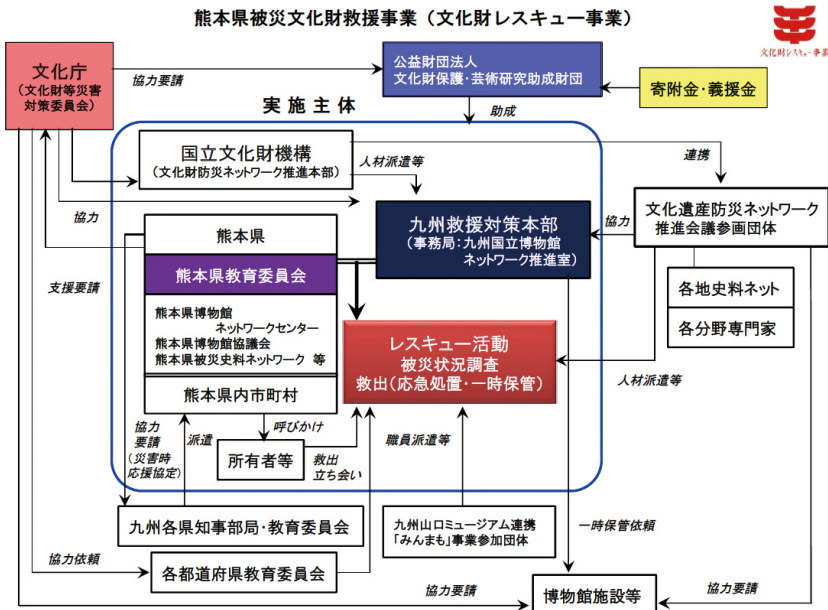 熊本県被災文化財救援事業（文化財レスキュー事業）
文化財レスキュー事業
文化庁
（文化財等災害
対策委員会）
協力要請
公益財団法人
文化財保護・芸術研究助成財団
寄附金・義援金
助成
実施主体
国立文化財機構
（文化財防災ネットワーク推進本部）
人材派遣等
連携
協力
九州救援対策本部
（事務局：九州国立博物館
ネットワーク推進室）
協力
文化遺産防災ネットワーク
推進会議参画団体
熊本県
熊本県教育委員会
支援要請
各地史料ネット
各分野専門家
熊本県博物館
ネットワークセンター
熊本県博物館協議会
熊本県被災史料ネットワーク 等
レスキュー活動
被災状況調査
救出（応急処置・一時保管）
人材派遣等
熊本県内市町村
協力
要請
（災害時
応援協定）
派遣
呼びかけ
所有者等
救出
立ち会い
職員派遣等
九州各県知事部局・教育委員会
九州山口ミュージアム連携
「みんまも」事業参加団体
一時保管依頼
協力依頼
各都道府県教育委員会
協力要請
博物館施設等
協力要請